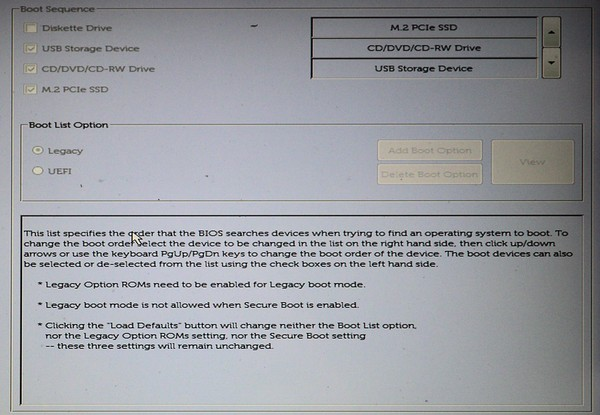 Boot Sequence
Diskette Drive
USB Storage Device
CD/DVD/CD-RW Drive
M.2 PCIe SSD
M.2 PCIe SSD
CD/DVD/CD-RW Drive
USB Storage Device
Boot List Option
Legacy
UEFI
Add Boot Option
Delete Boot Option
View
This list specifies the order that the BIOS searches devices when trying to find an operating system to boot. To
change the boot order select the device to be changed in the list on the right hand side, then click up/down
arrows or use the keyboard PgUp/PgDn keys to change the boot order of the device. The boot devices can also
be selected or de-selected from the list using the check boxes on the left hand side.
* Legacy Option ROMs need to be enabled for Legacy boot mode.
* Legacy boot mode is not allowed when Secure Boot is enabled.
* Clicking the "Load Defaults" button will change neither the Boot List option,
nor the Legacy Option ROMs setting, nor the Secure Boot setting
-- these three settings will remain unchanged.